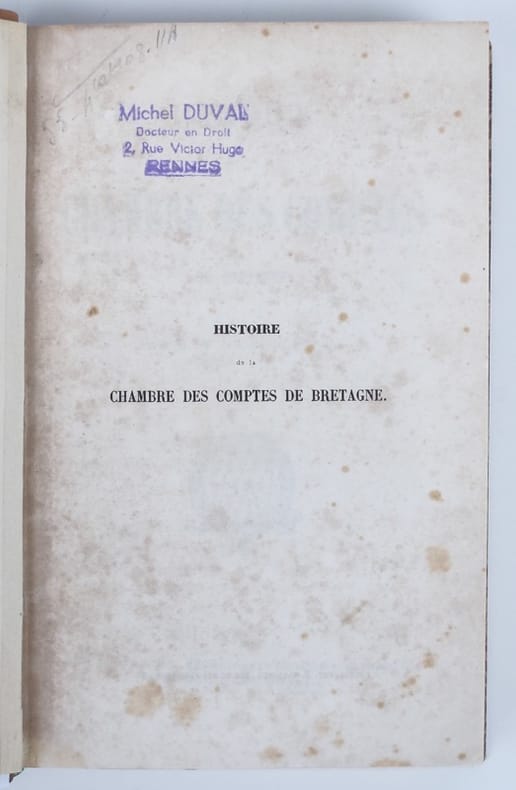 Michel DUVAL
Docteur en Droit
2, Rue Victor Hugo
RENNES
HISTOIRE
de la
CHAMBRE DES COMPTES DE BRETAGNE.